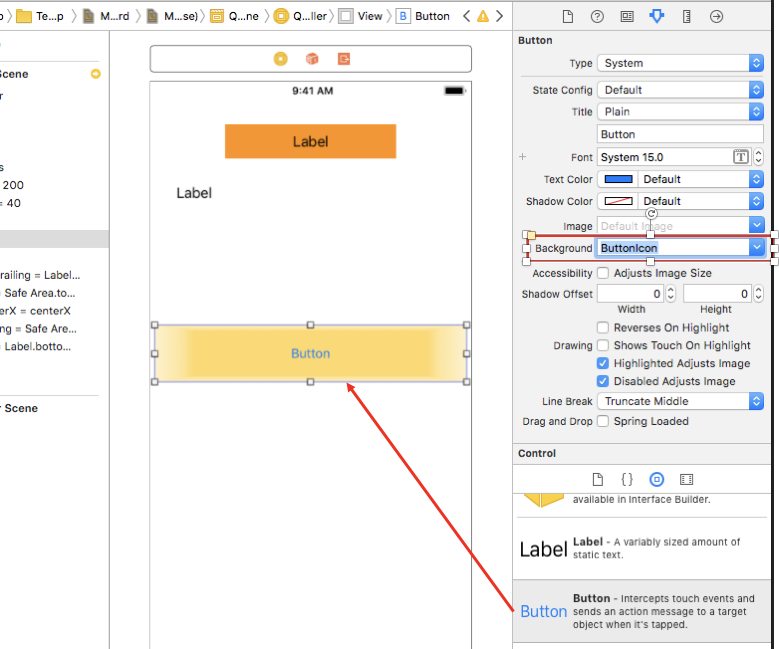 Te...p M...rd M...se) Q...ne Q...ller View B Button
Scene
r
s
200
= 40
railing = Label...
= Safe Area.to...
erX = centerX
ng = Safe Are...
= Label.botto...
r Scene
9:41 AM
Label
Label
Button
Button
Type System
State Config Default
Title Plain
Button
Font System 15.0 T
Text Color Default
Shadow Color Default
Image Default Image
Background ButtonIcon
Accessibility Adjusts Image Size
Shadow Offset 0 0
Width Height
Reverses On Highlight
Drawing Shows Touch On Highlight
Highlighted Adjusts Image
Disabled Adjusts Image
Line Break Truncate Middle
Drag and Drop Spring Loaded
Control
{}
available in Interface Builder.
Label Label - A variably sized amount of
static text.
Button Button - Intercepts touch events and
sends an action message to a target
object when it's tapped.